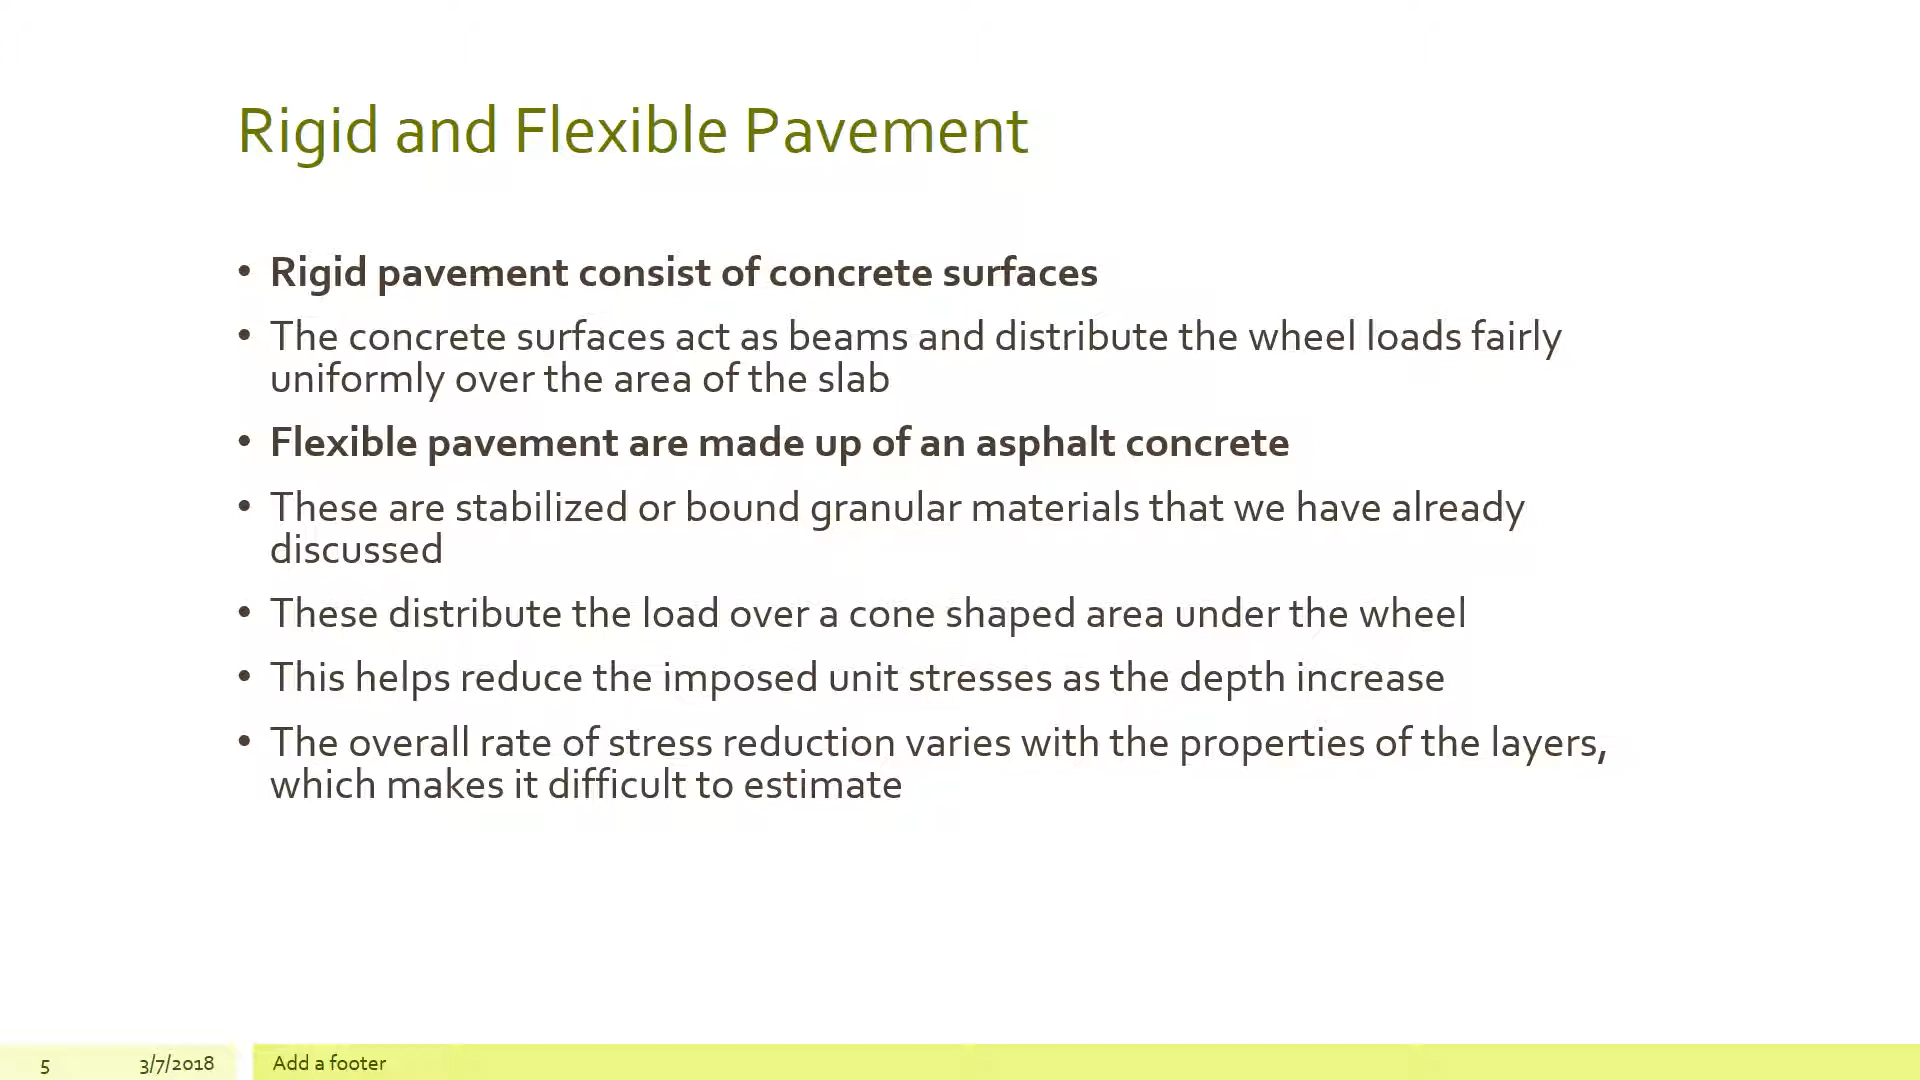 Rigid and Flexible Pavement
• Rigid pavement consist of concrete surfaces
• The concrete surfaces act as beams and distribute the wheel loads fairly
uniformly over the area of the slab
• Flexible pavement are made up of an asphalt concrete
• These are stabilized or bound granular materials that we have already
discussed
• These distribute the load over a cone shaped area under the wheel
• This helps reduce the imposed unit stresses as the depth increase
• The overall rate of stress reduction varies with the properties of the layers,
which makes it difficult to estimate
5 3/7/2018 Add a footer